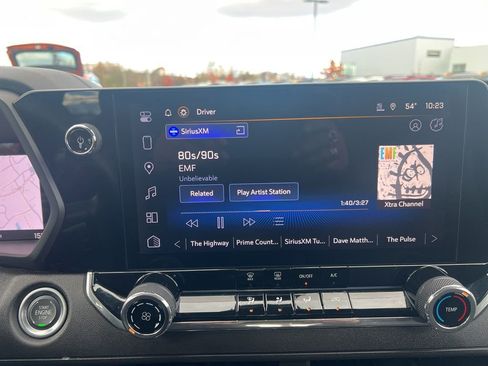 Driver
54° 10:23
SiriusXM
80s/90s
EMF
Unbelievable
Related Play Artist Station
1:40/3:27
EMF
Xtra Channel
< The Highway Prime Count... SiriusXM Tu... Dave Matth... The Pulse >
ON/OFF A/C
START
ENGINE
STOP
TEMP